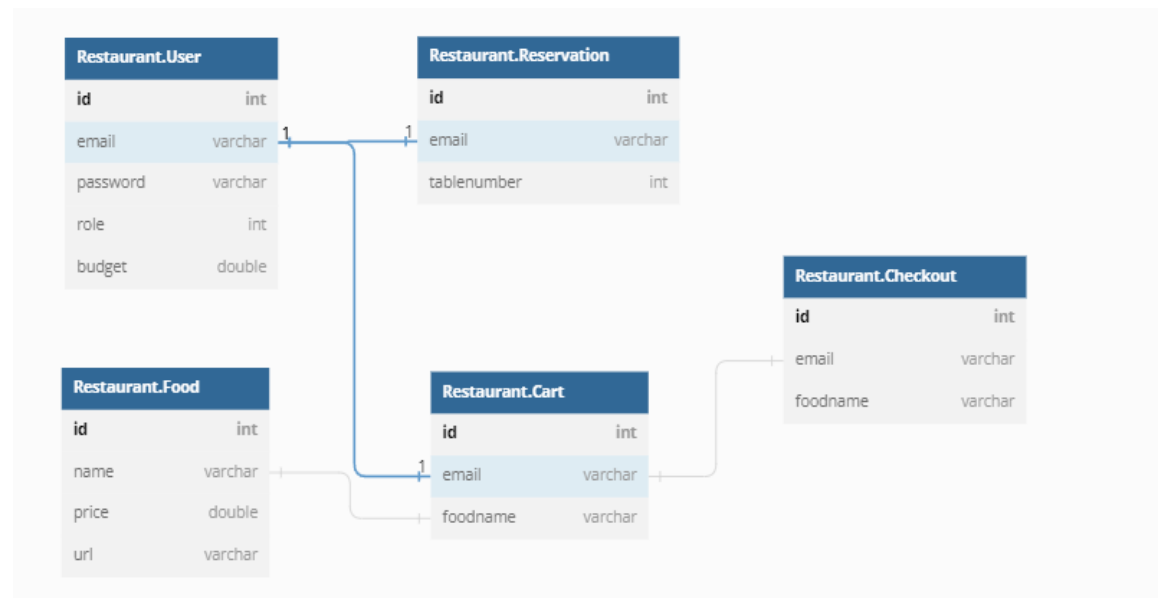 Restaurant.User
id int
email varchar
password varchar
role int
budget double
1
1
Restaurant.Reservation
id int
email varchar
tablenumber int
Restaurant.Checkout
id int
email varchar
foodname varchar
Restaurant.Food
id int
name varchar
price double
url varchar
1
Restaurant.Cart
id int
email varchar
foodname varchar